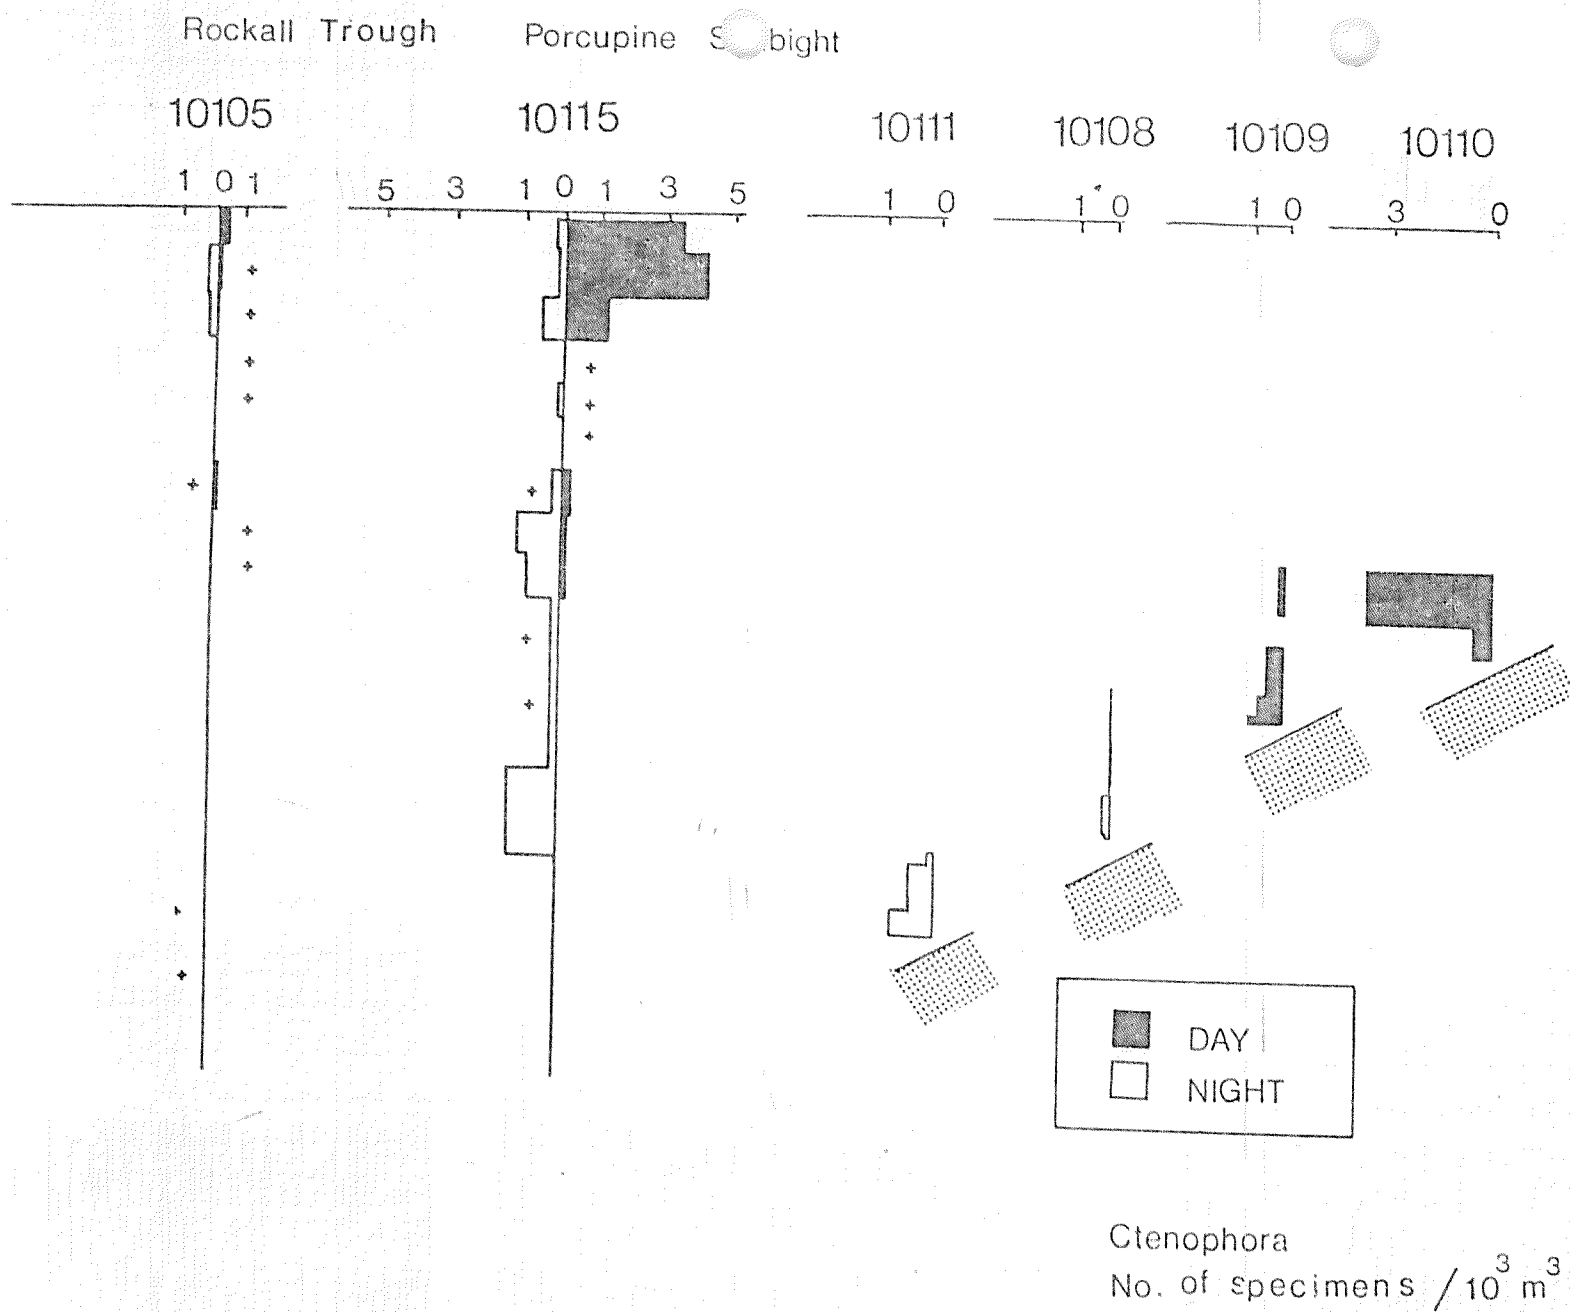 Rockall Trough Porcupine
10105 10115 10111 10108 10109 10110
1 0 1 5 3 1 0 1 3 5 1 0 1 0 1 0 3 0
DAY
NIGHT
Ctenophora
No. of specimens / 10³ m³